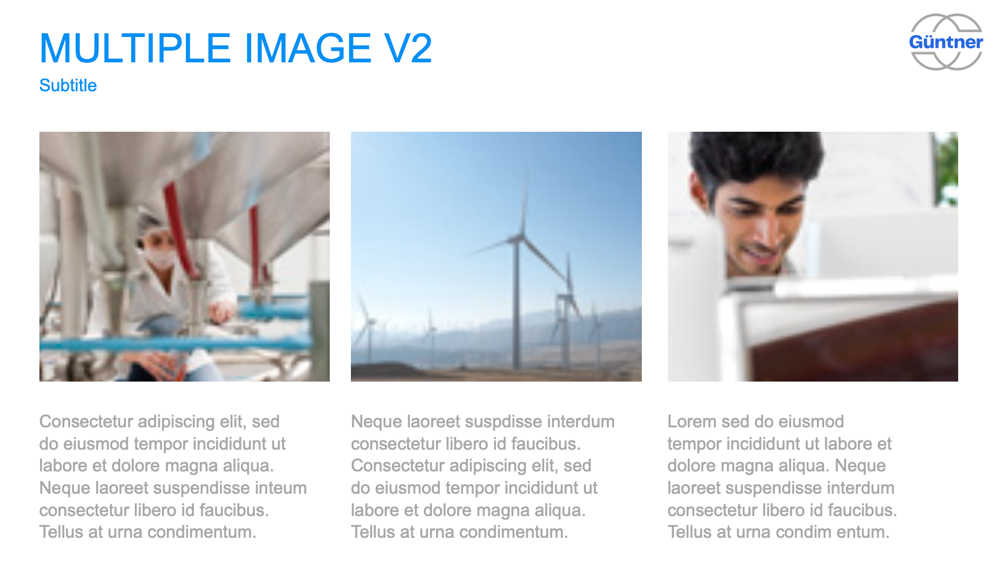 MULTIPLE IMAGE V2
Subtitle
Güntner
Consectetur adipiscing elit, sed
do eiusmod tempor incididunt ut
labore et dolore magna aliqua.
Neque laoreet suspendisse inteum
consectetur libero id faucibus.
Tellus at urna condimentum.
Neque laoreet suspdisse interdum
consectetur libero id faucibus.
Consectetur adipiscing elit, sed
do eiusmod tempor incididunt ut
labore et dolore magna aliqua.
Tellus at urna condimentum.
Lorem sed do eiusmod
tempor incididunt ut labore et
dolore magna aliqua. Neque
laoreet suspendisse interdum
consectetur libero id faucibus.
Tellus at urna condim entum.